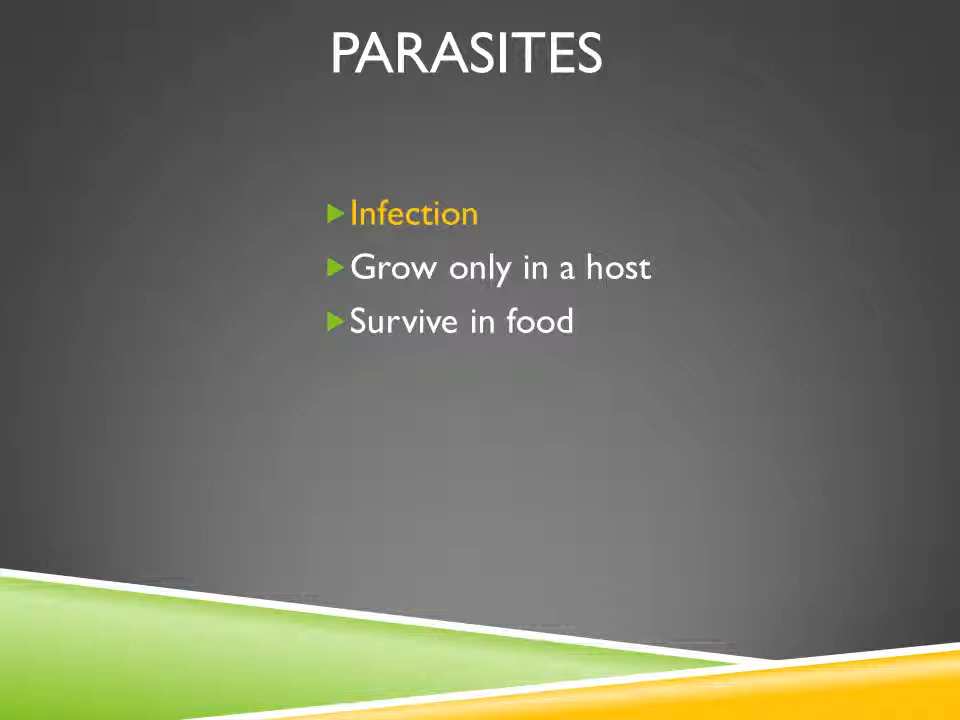 PARASITES
Infection
Grow only in a host
Survive in food